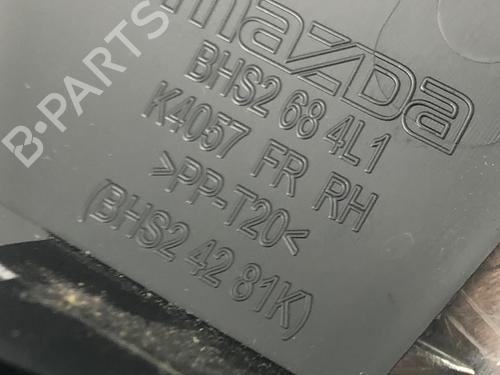 mazda
BHS2 68 4L1
K4057 FR RH
>PP-T20<
(BHS2 42 81K)
B-PARTS